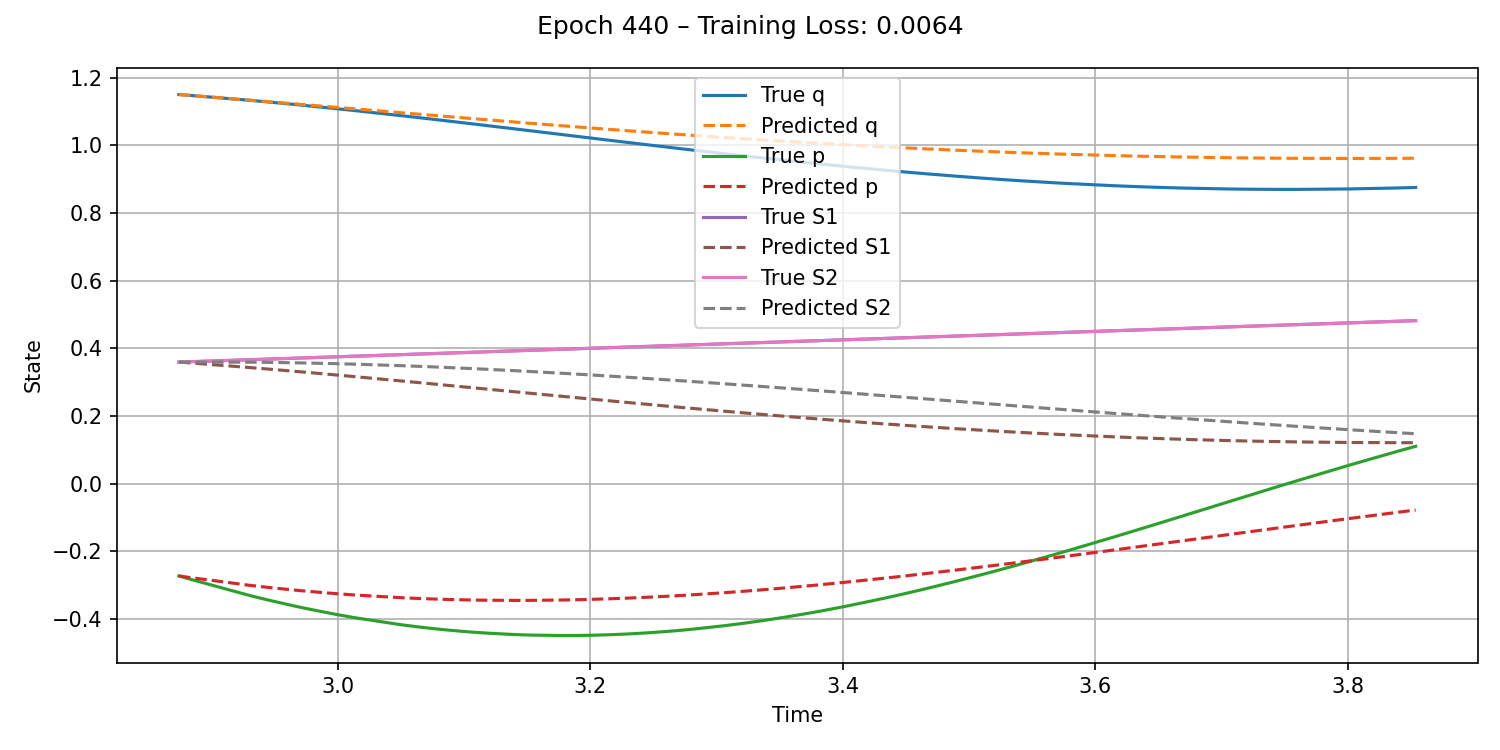 Epoch 440 – Training Loss: 0.0064
1.2
1.0
0.8
0.6
0.4
0.2
0.0
−0.2
−0.4
State
True q
Predicted q
True p
Predicted p
True S1
Predicted S1
True S2
Predicted S2
3.0
3.2
3.4
3.6
3.8
Time